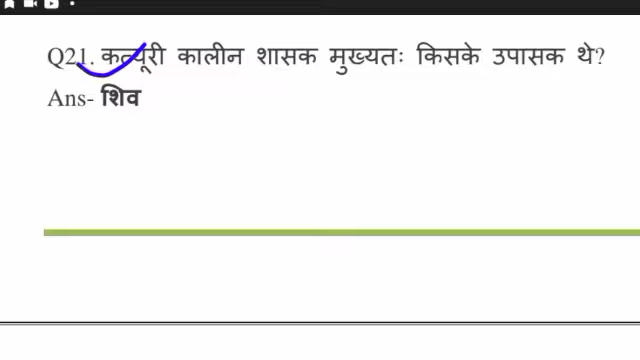 Q21. कत्यूरी कालीन शासक मुख्यतः किसके उपासक थे?
Ans- शिव